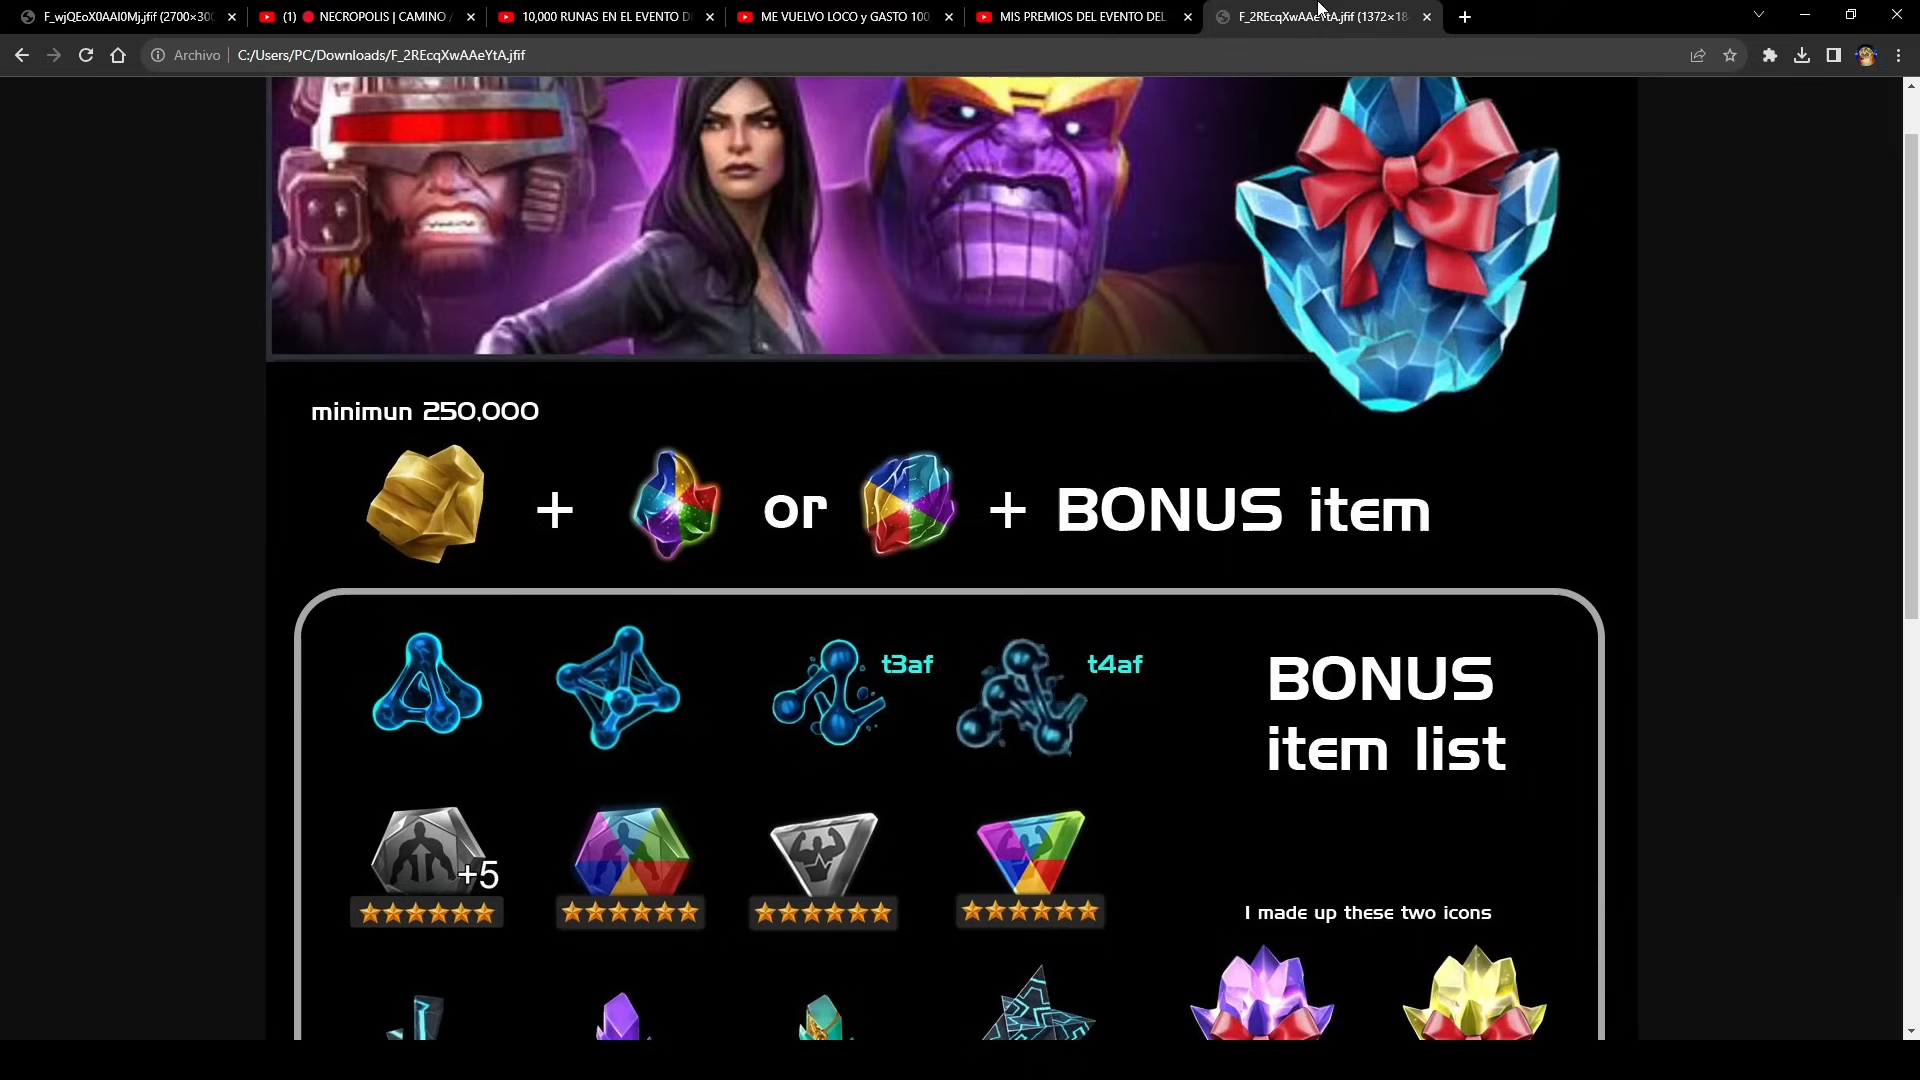 F_wjQEoX0AAl0Mj.jfif (2700×300
(1) 🔴 NECROPOLIS | CAMINO
10,000 RUNAS EN EL EVENTO D
ME VUELVO LOCO y GASTO 100
MIS PREMIOS DEL EVENTO DEL
F_2REcqXwAAeYtA.jfif (1372×18
Archivo
C:/Users/PC/Downloads/F_2REcqXwAAeYtA.jfif
minimun 250,000
+ or + BONUS item
t3af
t4af
BONUS
item list
+5
I made up these two icons